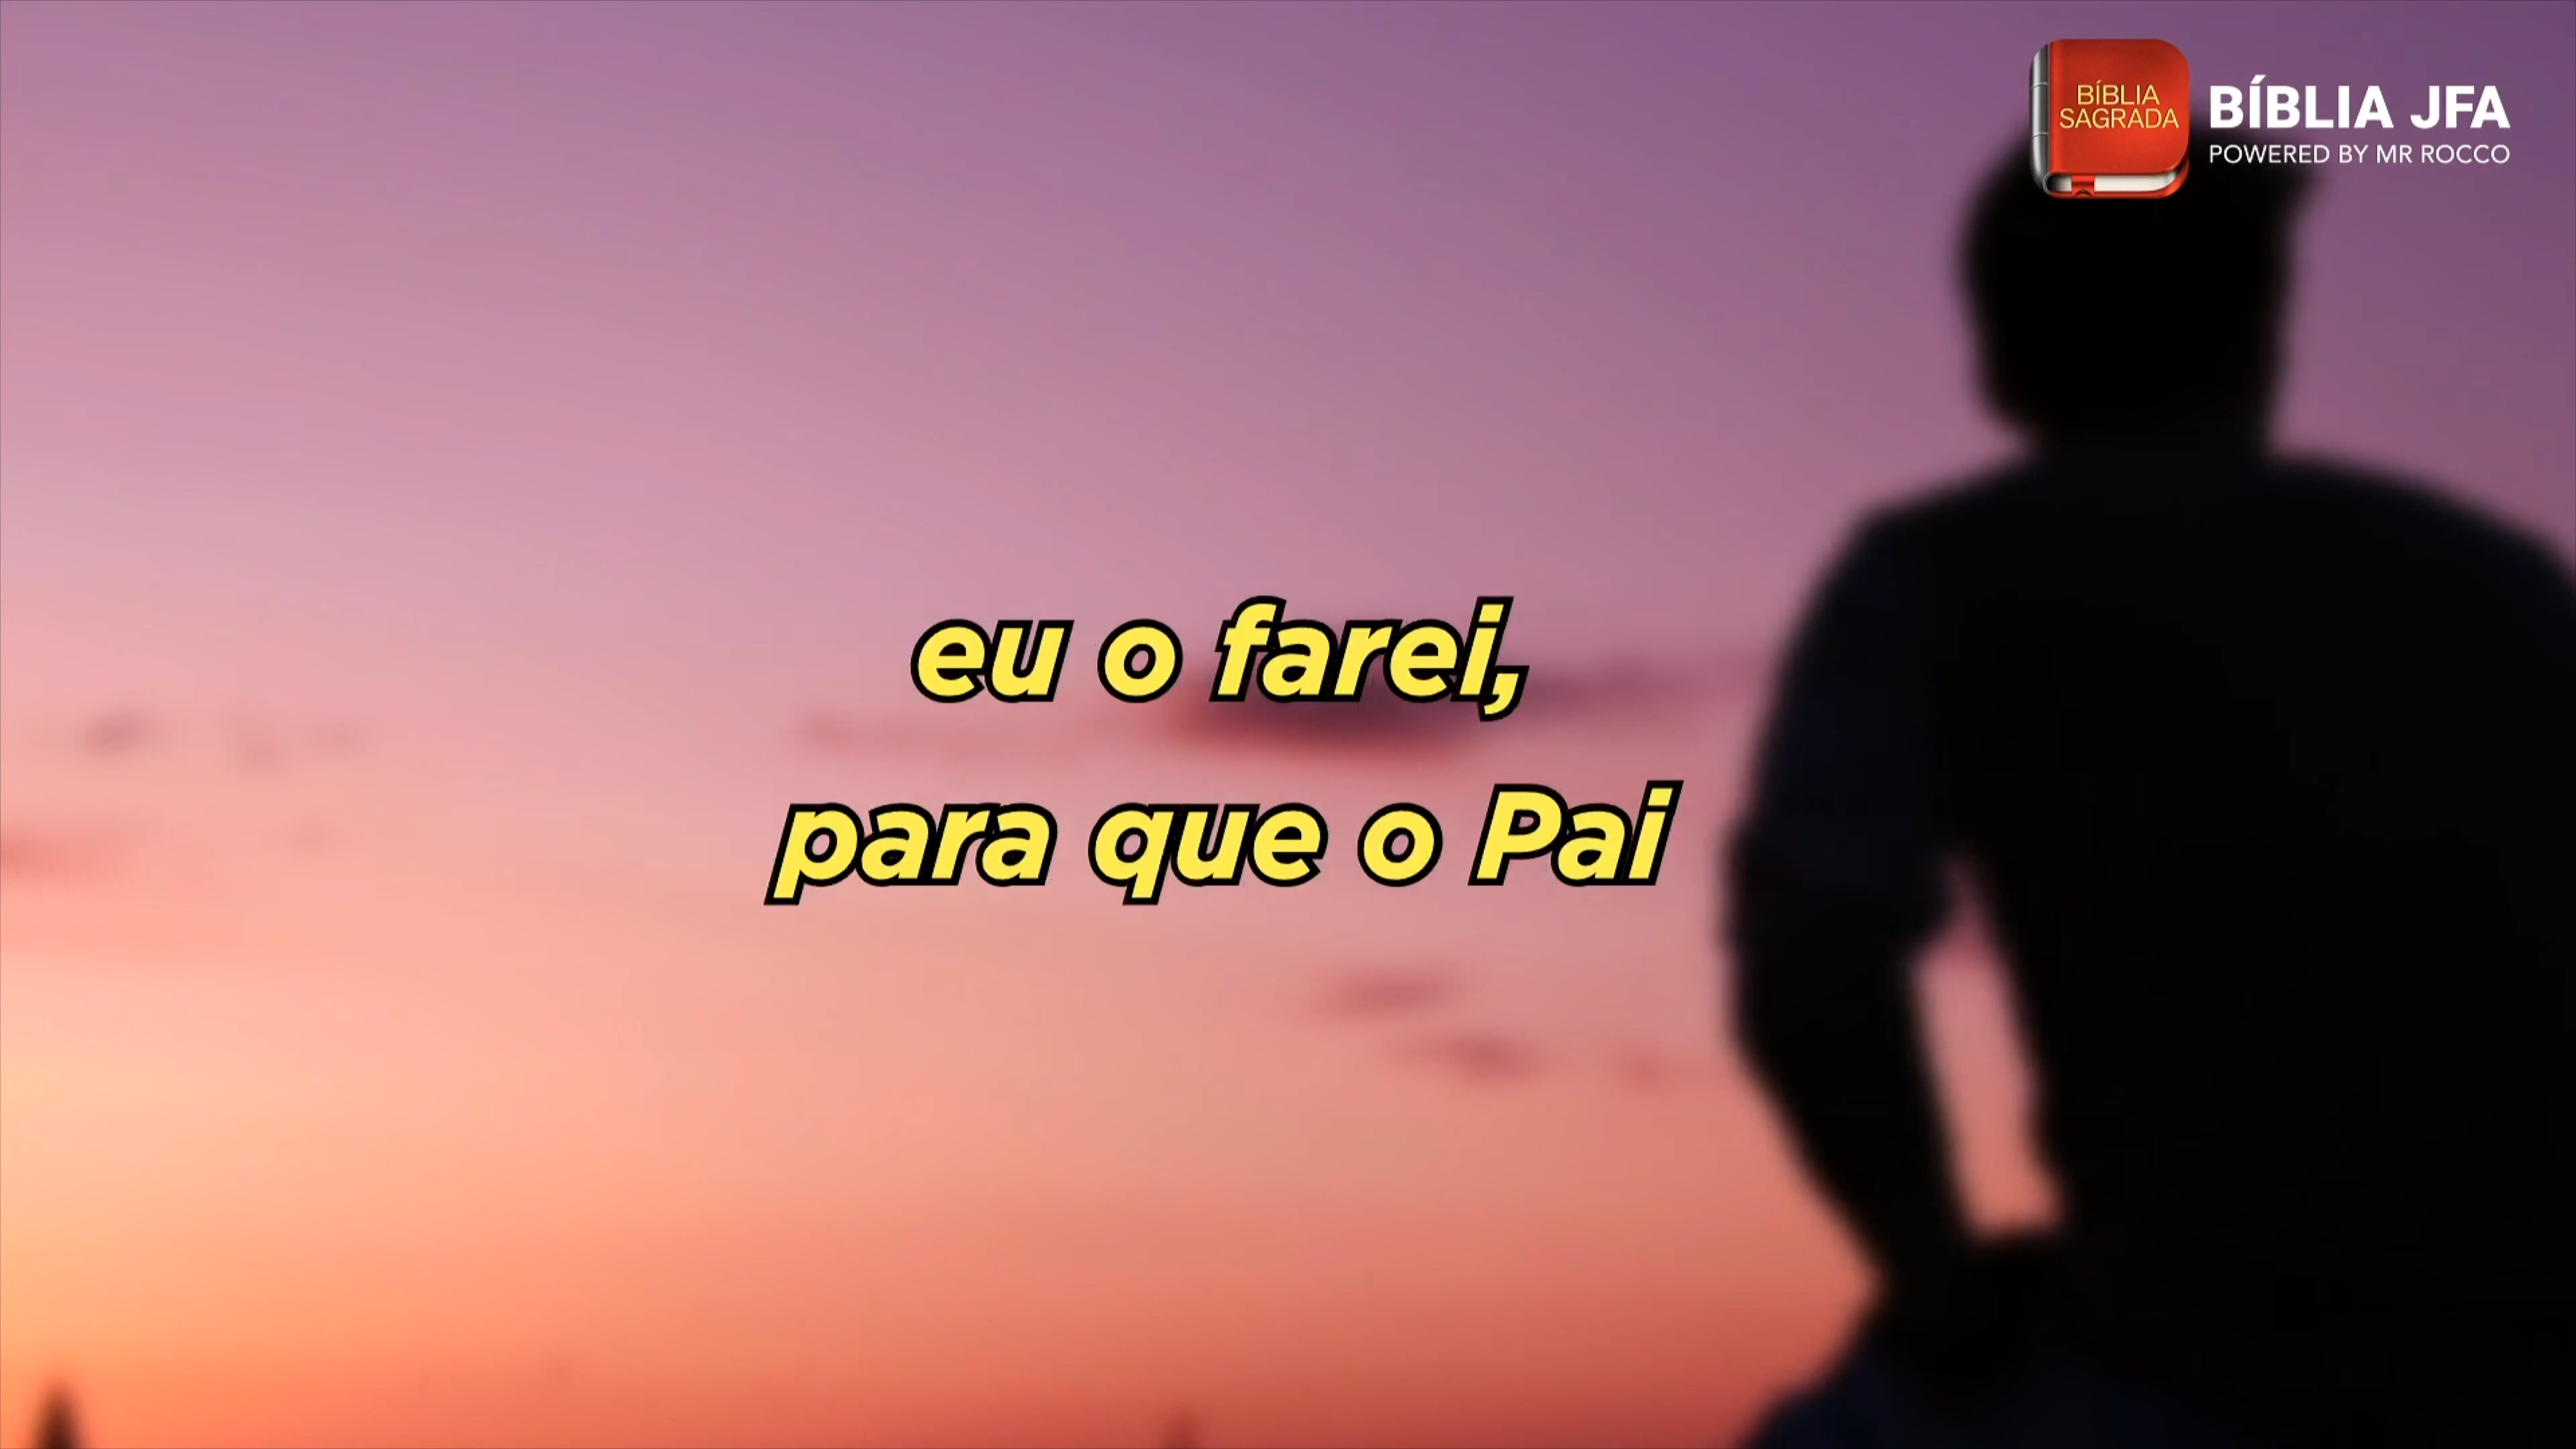 BÍBLIA
SAGRADA
BÍBLIA JFA
POWERED BY MR ROCCO
eu o farei,
para que o Pai